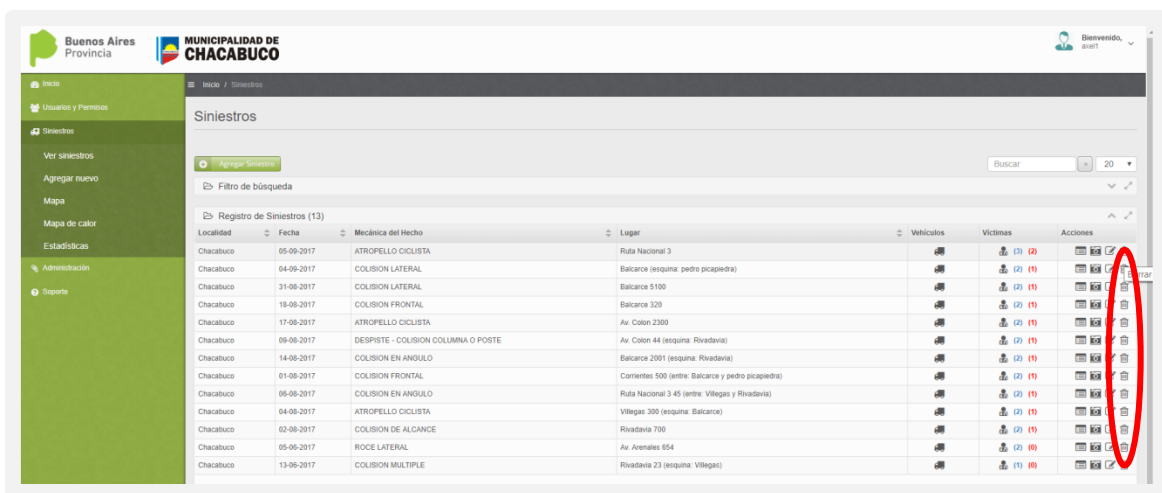 Buenos Aires
Provincia
MUNICIPALIDAD DE
CHACABUCO
Bienvenido,
axel1
Inicio
Usuarios y Permisos
Siniestros
Ver siniestros
Agregar nuevo
Mapa
Mapa de calor
Estadísticas
Administración
Soporte
Inicio / Siniestros
Siniestros
Agregar Siniestro
Buscar
20
Filtro de búsqueda
Registro de Siniestros (13)
Localidad Fecha Mecánica del Hecho Lugar Vehículos Víctimas Acciones
Chacabuco 05-09-2017 ATROPELLO CICLISTA Ruta Nacional 3 (3) (2)
Chacabuco 04-09-2017 COLISION LATERAL Balcarce (esquina: pedro picapiedra) (2) (1)
Borrar
Chacabuco 31-08-2017 COLISION LATERAL Balcarce 5100 (2) (1)
Chacabuco 18-08-2017 COLISION FRONTAL Balcarce 320 (2) (1)
Chacabuco 17-08-2017 ATROPELLO CICLISTA Av. Colon 2300 (2) (1)
Chacabuco 09-08-2017 DESPISTE - COLISION COLUMNA O POSTE Av. Colon 44 (esquina: Rivadavia) (2) (1)
Chacabuco 14-08-2017 COLISION EN ANGULO Balcarce 2001 (esquina: Rivadavia) (2) (1)
Chacabuco 01-08-2017 COLISION FRONTAL Corrientes 500 (entre: Balcarce y pedro picapiedra) (2) (1)
Chacabuco 06-08-2017 COLISION EN ANGULO Ruta Nacional 3 45 (entre: Villegas y Rivadavia) (2) (1)
Chacabuco 04-08-2017 ATROPELLO CICLISTA Villegas 300 (esquina: Balcarce) (2) (1)
Chacabuco 02-08-2017 COLISION DE ALCANCE Rivadavia 700 (2) (1)
Chacabuco 05-06-2017 ROCE LATERAL Av. Arenales 654 (2) (0)
Chacabuco 13-06-2017 COLISION MULTIPLE Rivadavia 23 (esquina: Villegas) (1) (0)